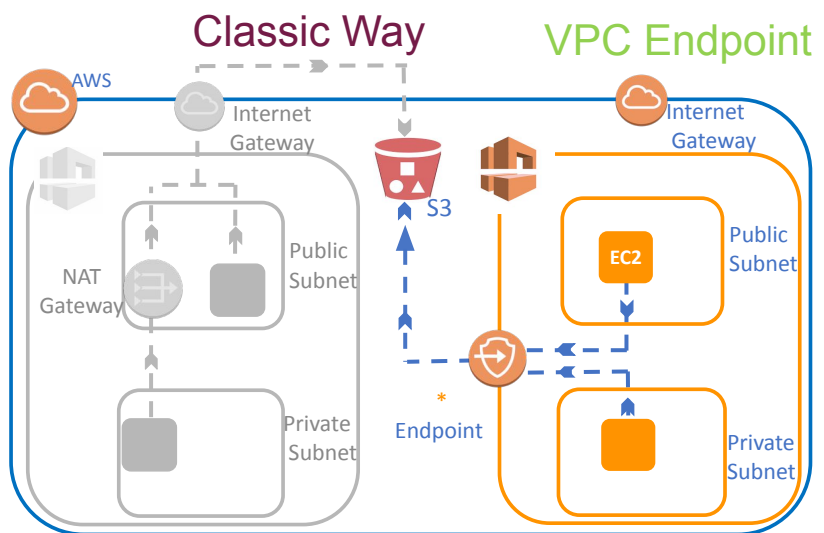 Classic Way
VPC Endpoint
AWS
Internet
Gateway
Internet
Gateway
S3
Public
Subnet
NAT
Gateway
Private
Subnet
EC2
Public
Subnet
*
Endpoint
Private
Subnet